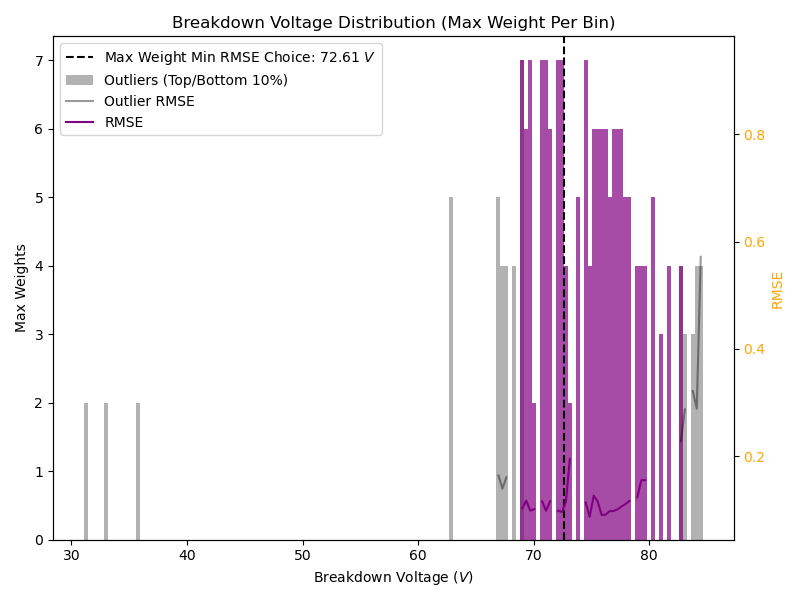 Breakdown Voltage Distribution (Max Weight Per Bin)
Max Weight Min RMSE Choice: 72.61 V
Outliers (Top/Bottom 10%)
Outlier RMSE
RMSE
Max Weights
7
6
5
4
3
2
1
0
30 40 50 60 70 80
Breakdown Voltage (V)
0.8
0.6
0.4
0.2
RMSE